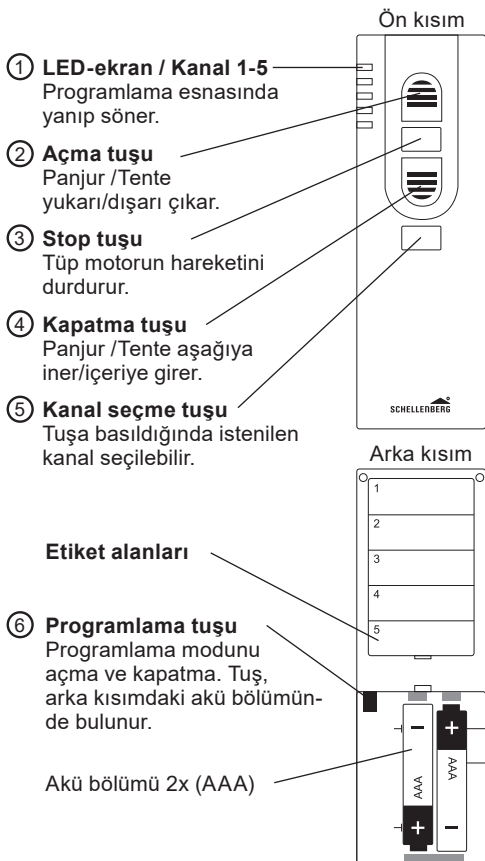 Ön kısım
① LED-ekran / Kanal 1-5
Programlama esnasında
yanıp söner.
② Açma tuşu
Panjur /Tente
yukarı/dışarı çıkar.
③ Stop tuşu
Tüp motorun hareketini
durdurur.
④ Kapatma tuşu
Panjur /Tente aşağıya
iner/içeriye girer.
⑤ Kanal seçme tuşu
Tuşa basıldığında istenilen
kanal seçilebilir.
SCHELLENBERG
Arka kısım
1
2
3
4
5
Etiket alanları
⑥ Programlama tuşu
Programlama modunu
açma ve kapatma. Tuş,
arka kısımdaki akü bölümün-
de bulunur.
Akü bölümü 2x (AAA)
− +
AAA AAA
+ −